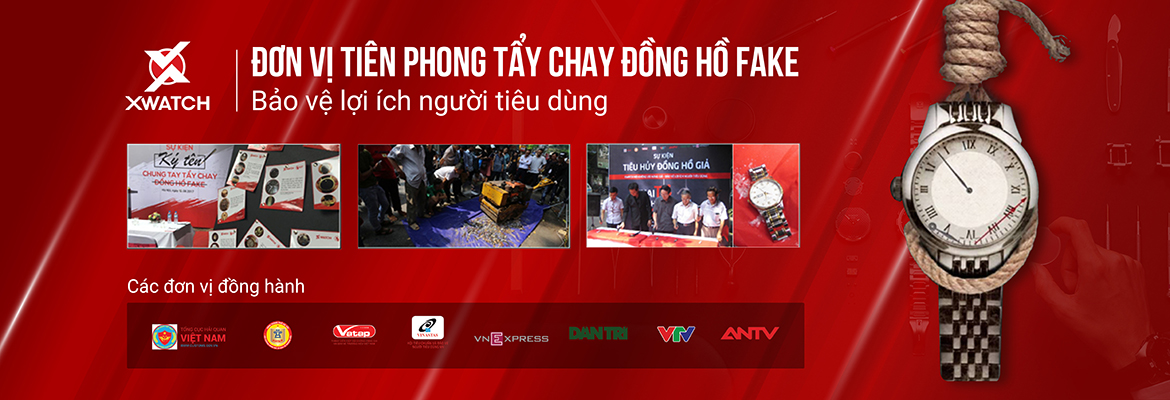 XWATCH
ĐƠN VỊ TIÊN PHONG TẨY CHAY ĐỒNG HỒ FAKE
Bảo vệ lợi ích người tiêu dùng
SỰ KIỆN
Ký tên
CHUNG TAY TẨY CHAY
ĐỒNG HỒ FAKE
SỰ KIỆN
TIÊU HỦY ĐỒNG HỒ GIẢ
Các đơn vị đồng hành
TỔNG CỤC HẢI QUAN
VIỆT NAM
Vatap
VINASTAS
VNEXPRESS
DANTRI
VTV
ANTV